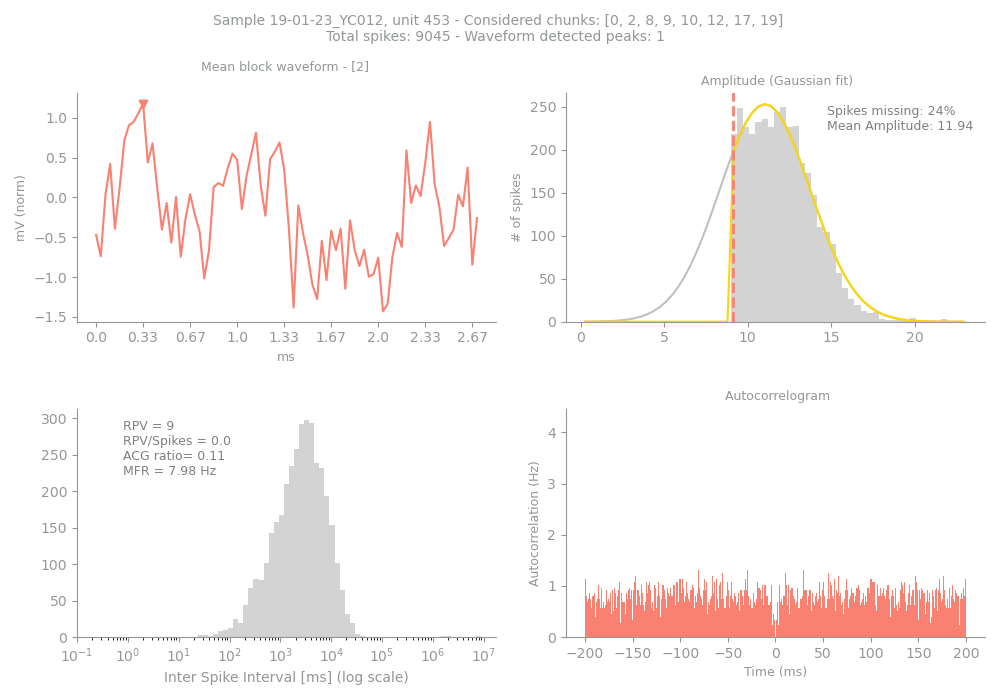 Sample 19-01-23_YC012, unit 453 - Considered chunks: [0, 2, 8, 9, 10, 12, 17, 19]
Total spikes: 9045 - Waveform detected peaks: 1
Mean block waveform - [2]
mV (norm)
1.0
0.5
0.0
−0.5
−1.0
−1.5
0.0 0.33 0.67 1.0 1.33 1.67 2.0 2.33 2.67
ms
Amplitude (Gaussian fit)
Spikes missing: 24%
Mean Amplitude: 11.94
# of spikes
250
200
150
100
50
0
0 5 10 15 20
RPV = 9
RPV/Spikes = 0.0
ACG ratio= 0.11
MFR = 7.98 Hz
300
250
200
150
100
50
0
10⁻¹ 10⁰ 10¹ 10² 10³ 10⁴ 10⁵ 10⁶ 10⁷
Inter Spike Interval [ms] (log scale)
Autocorrelogram
Autocorrelation (Hz)
4
3
2
1
0
−200 −150 −100 −50 0 50 100 150 200
Time (ms)